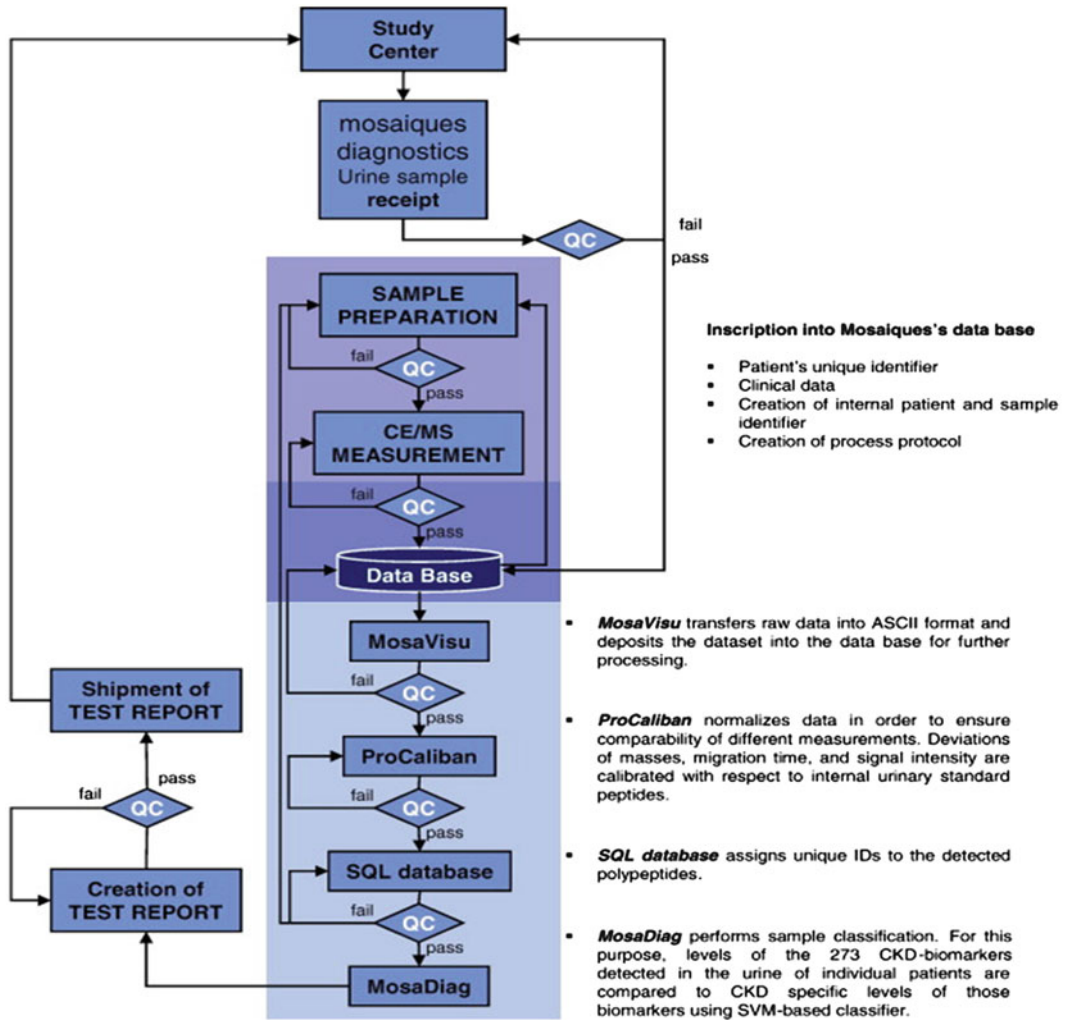 Study
Center
mosaiques
diagnostics
Urine sample
receipt
QC
fail
pass
SAMPLE
PREPARATION
fail
QC
pass
CE/MS
MEASUREMENT
fail
QC
pass
Data Base
Inscription into Mosaiques's data base
▪ Patient's unique identifier
▪ Clinical data
▪ Creation of internal patient and sample
identifier
▪ Creation of process protocol
MosaVisu
fail
QC
pass
ProCaliban
fail
QC
pass
SQL database
fail
QC
pass
MosaDiag
Shipment of
TEST REPORT
pass
fail
QC
Creation of
TEST REPORT
▪ MosaVisu transfers raw data into ASCII format and
deposits the dataset into the data base for further
processing.
▪ ProCaliban normalizes data in order to ensure
comparability of different measurements. Deviations
of masses, migration time, and signal intensity are
calibrated with respect to internal urinary standard
peptides.
▪ SQL database assigns unique IDs to the detected
polypeptides.
▪ MosaDiag performs sample classification. For this
purpose, levels of the 273 CKD-biomarkers
detected in the urine of individual patients are
compared to CKD specific levels of those
biomarkers using SVM-based classifier.